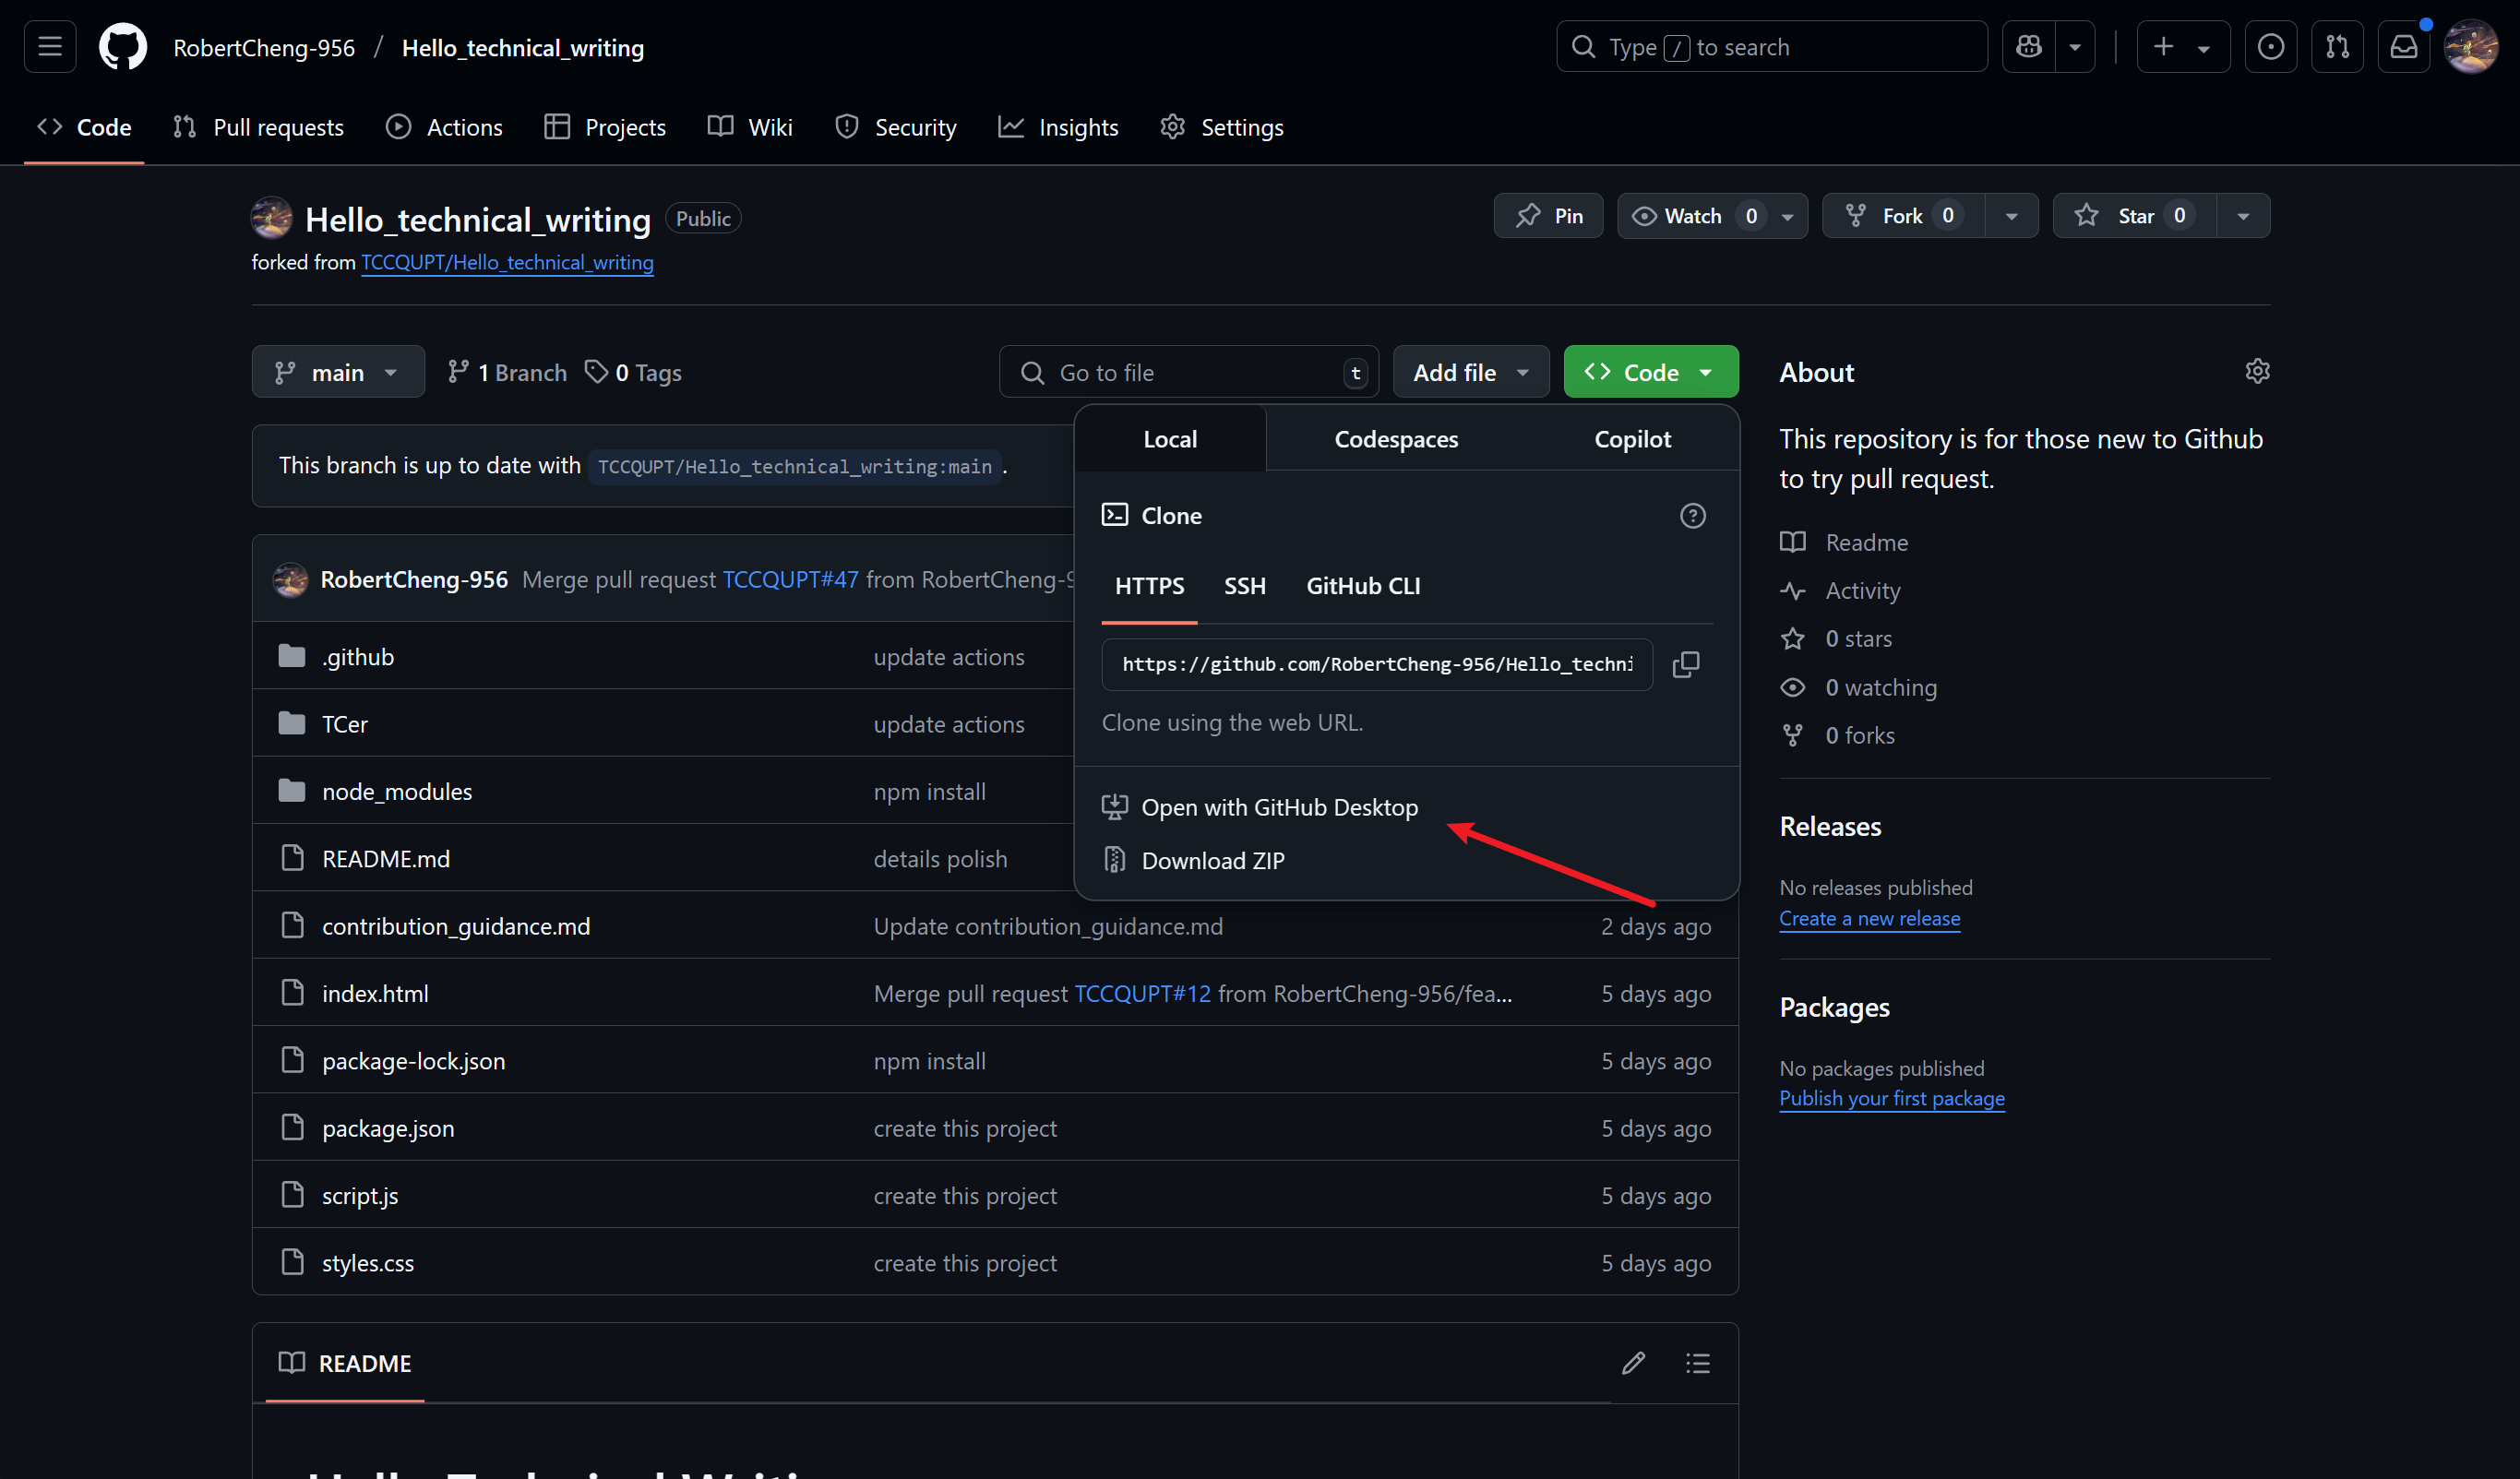 RobertCheng-956 / Hello_technical_writing
Type / to search
Code Pull requests Actions Projects Wiki Security Insights Settings
Hello_technical_writing Public
Pin Watch 0 Fork 0 Star 0
forked from TCCQUPT/Hello_technical_writing
main 1 Branch 0 Tags
Go to file t Add file Code
This branch is up to date with TCCQUPT/Hello_technical_writing:main .
RobertCheng-956 Merge pull request TCCQUPT#47 from RobertCheng-9
.github update actions
TCer update actions
node_modules npm install
README.md details polish
contribution_guidance.md Update contribution_guidance.md 2 days ago
index.html Merge pull request TCCQUPT#12 from RobertCheng-956/fea... 5 days ago
package-lock.json npm install 5 days ago
package.json create this project 5 days ago
script.js create this project 5 days ago
styles.css create this project 5 days ago
Local Codespaces Copilot
Clone
HTTPS SSH GitHub CLI
https://github.com/RobertCheng-956/Hello_techni
Clone using the web URL.
Open with GitHub Desktop
Download ZIP
README
About
This repository is for those new to Github
to try pull request.
Readme
Activity
0 stars
0 watching
0 forks
Releases
No releases published
Create a new release
Packages
No packages published
Publish your first package